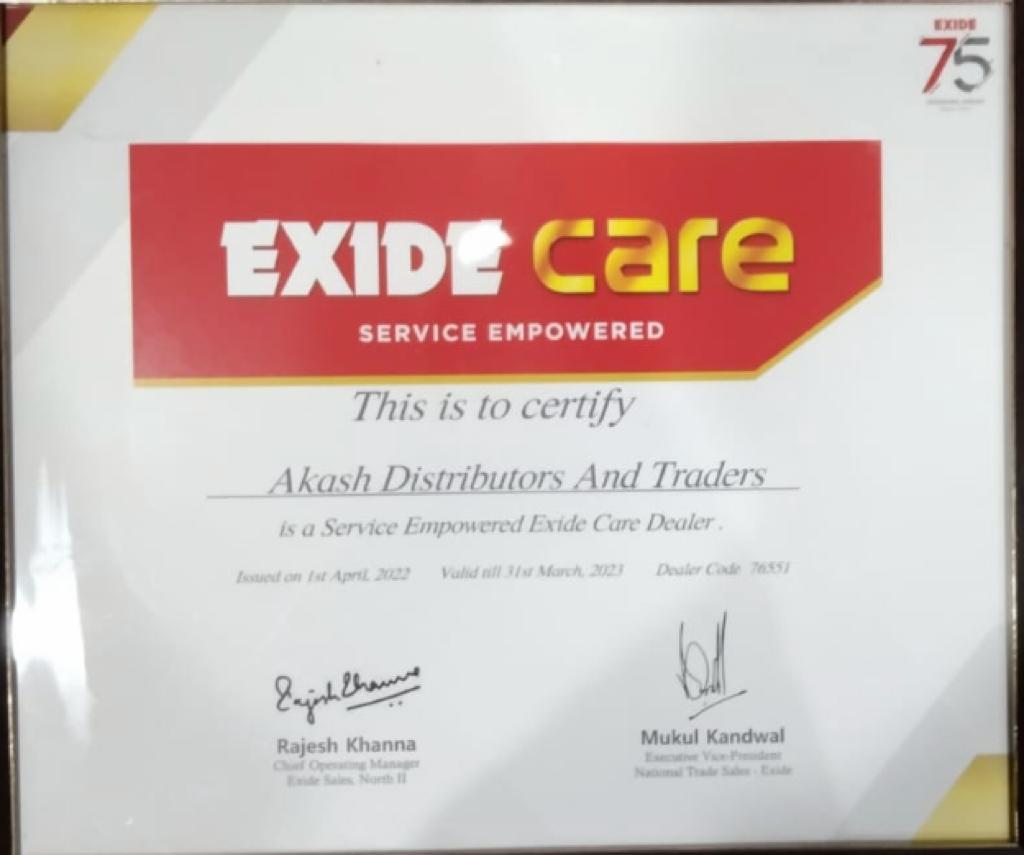 EXIDE
75
EXIDE care
SERVICE EMPOWERED
This is to certify
Akash Distributors And Traders
is a Service Empowered Exide Care Dealer .
Issued on 1st April, 2022 Valid till 31st March, 2023 Dealer Code 76551
Rajesh Khanna
Rajesh Khanna Mukul Kandwal
Chief Operating Manager Executive Vice-President
Exide Sales, North II National Trade Sales - Exide